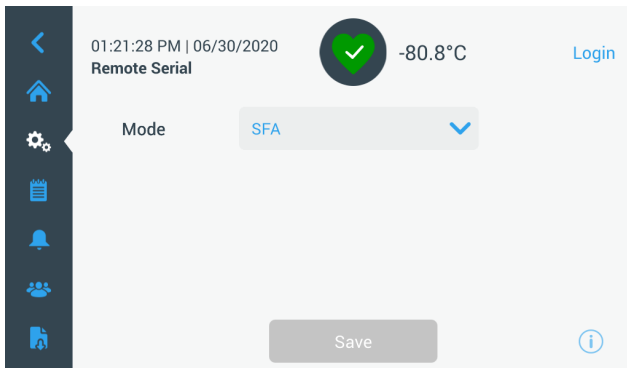 01:21:28 PM | 06/30/2020
Remote Serial
-80.8°C
Login
Mode
SFA
Save
i